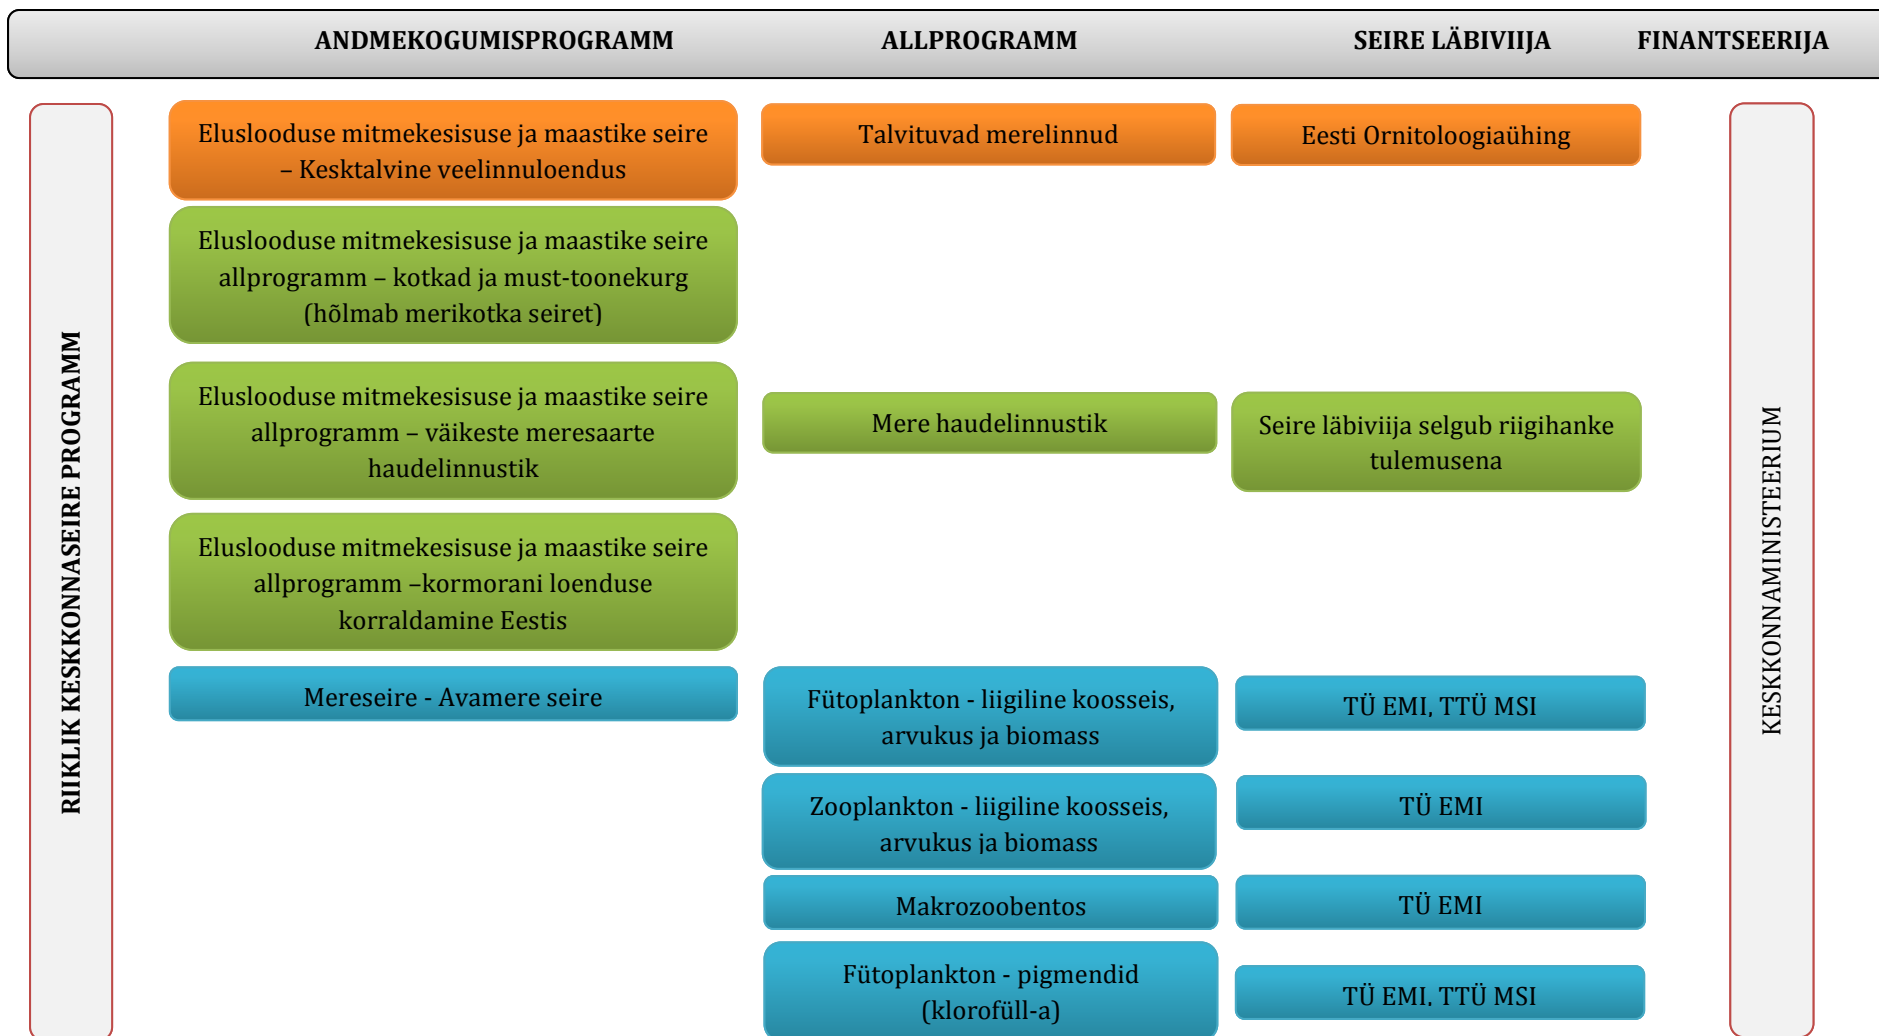 ANDMEKOGUMISPROGRAMM ALLPROGRAMM SEIRE LÄBIVIIJA FINANTSEERIJA
RIIKLIK KESKKONNASEIRE PROGRAMM
Eluslooduse mitmekesisuse ja maastike seire
– Kesktalvine veelinnuloendus
Talvituvad merelinnud
Eesti Ornitoloogiaühing
Eluslooduse mitmekesisuse ja maastike seire
allprogramm – kotkad ja must-toonekurg
(hõlmab merikotka seiret)
Eluslooduse mitmekesisuse ja maastike seire
allprogramm – väikeste meresaarte
haudelinnustik
Mere haudelinnustik
Seire läbiviija selgub riigihanke
tulemusena
Eluslooduse mitmekesisuse ja maastike seire
allprogramm –kormorani loenduse
korraldamine Eestis
Mereseire - Avamere seire
Fütoplankton - liigiline koosseis,
arvukus ja biomass
TÜ EMI, TTÜ MSI
Zooplankton - liigiline koosseis,
arvukus ja biomass
TÜ EMI
Makrozoobentos
TÜ EMI
Fütoplankton - pigmendid
(klorofüll-a)
TÜ EMI, TTÜ MSI
KESKKONNAMINISTEERIUM